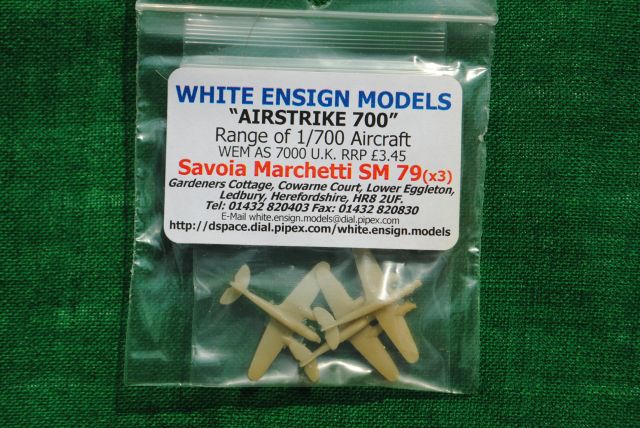 WHITE ENSIGN MODELS
“AIRSTRIKE 700”
Range of 1/700 Aircraft
WEM AS 7000 U.K. RRP £3.45
Savoia Marchetti SM 79(x3)
Gardeners Cottage, Cowarne Court, Lower Eggleton,
Ledbury, Herefordshire, HR8 2UF.
Tel: 01432 820403 Fax: 01432 820830
E-Mail white.ensign.models@dial.pipex.com
http://dspace.dial.pipex.com/white.ensign.models